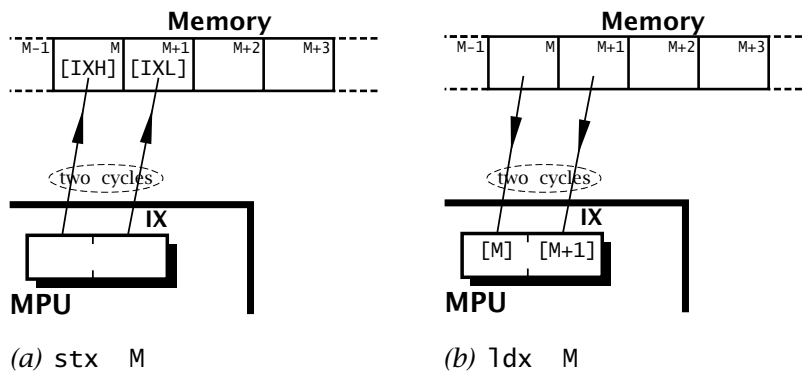 Memory
M-1 M M+1 M+2 M+3
[IXH] [IXL]
two cycles
IX
MPU
(a) stx M
Memory
M-1 M M+1 M+2 M+3
two cycles
IX
[M] [M+1]
MPU
(b) ldx M